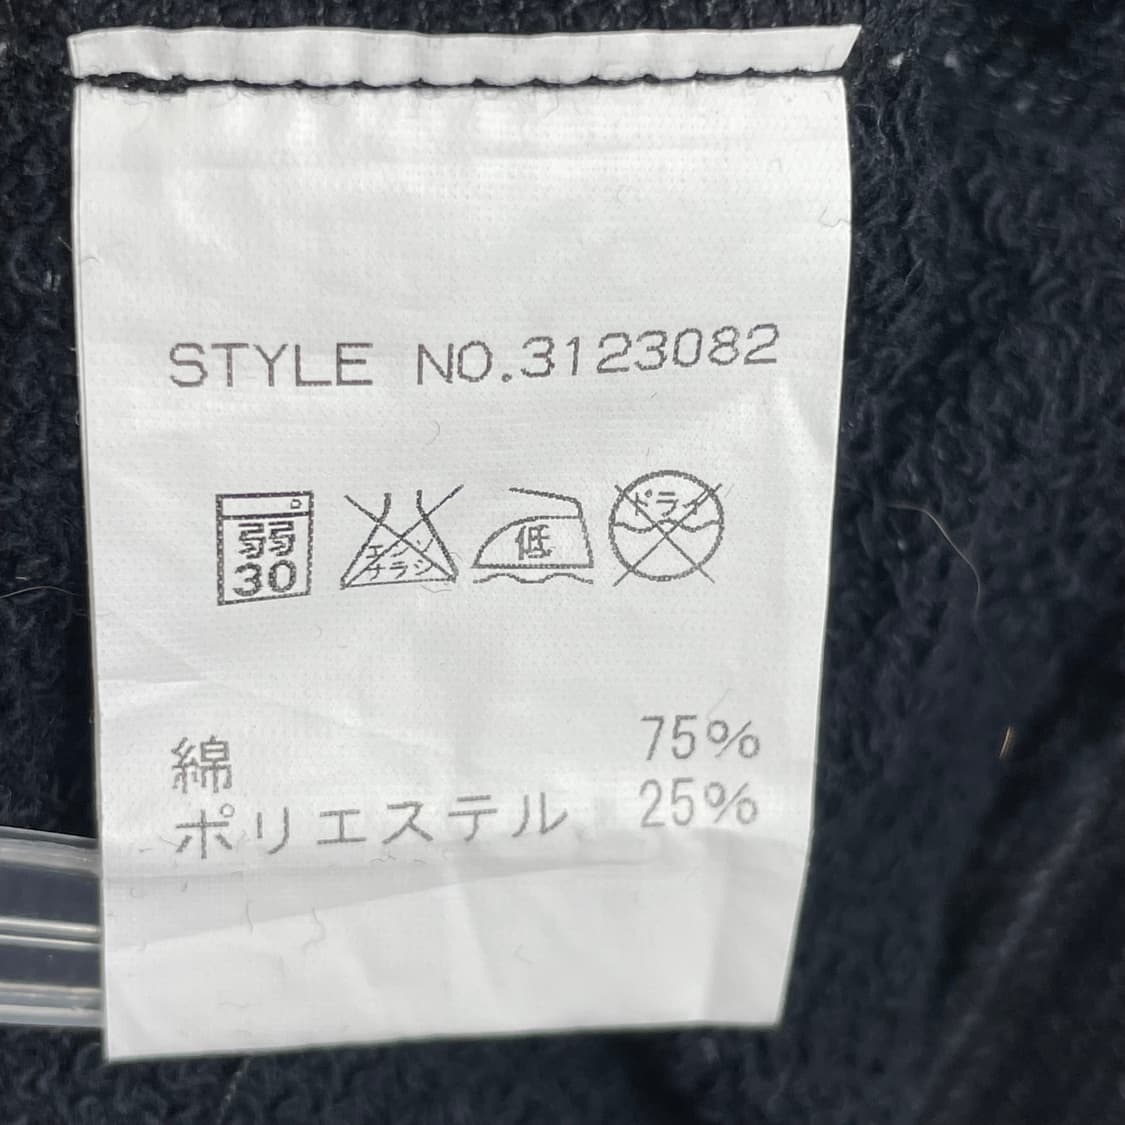 STYLE NO.3123082
弱 30 エンソ チラシ 低 ドライ
綿 75%
ポリエステル 25%